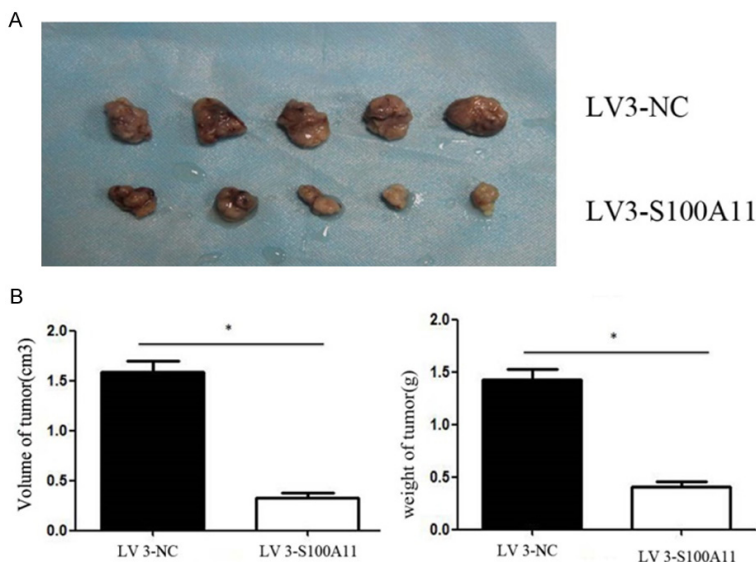 A
LV3-NC
LV3-S100A11
B
Volume of tumor(cm3)
2.0
1.5
1.0
0.5
0.0
*
LV 3-NC
LV 3-S100A11
weight of tumor(g)
2.0
1.5
1.0
0.5
0.0
*
LV 3-NC
LV 3-S100A11